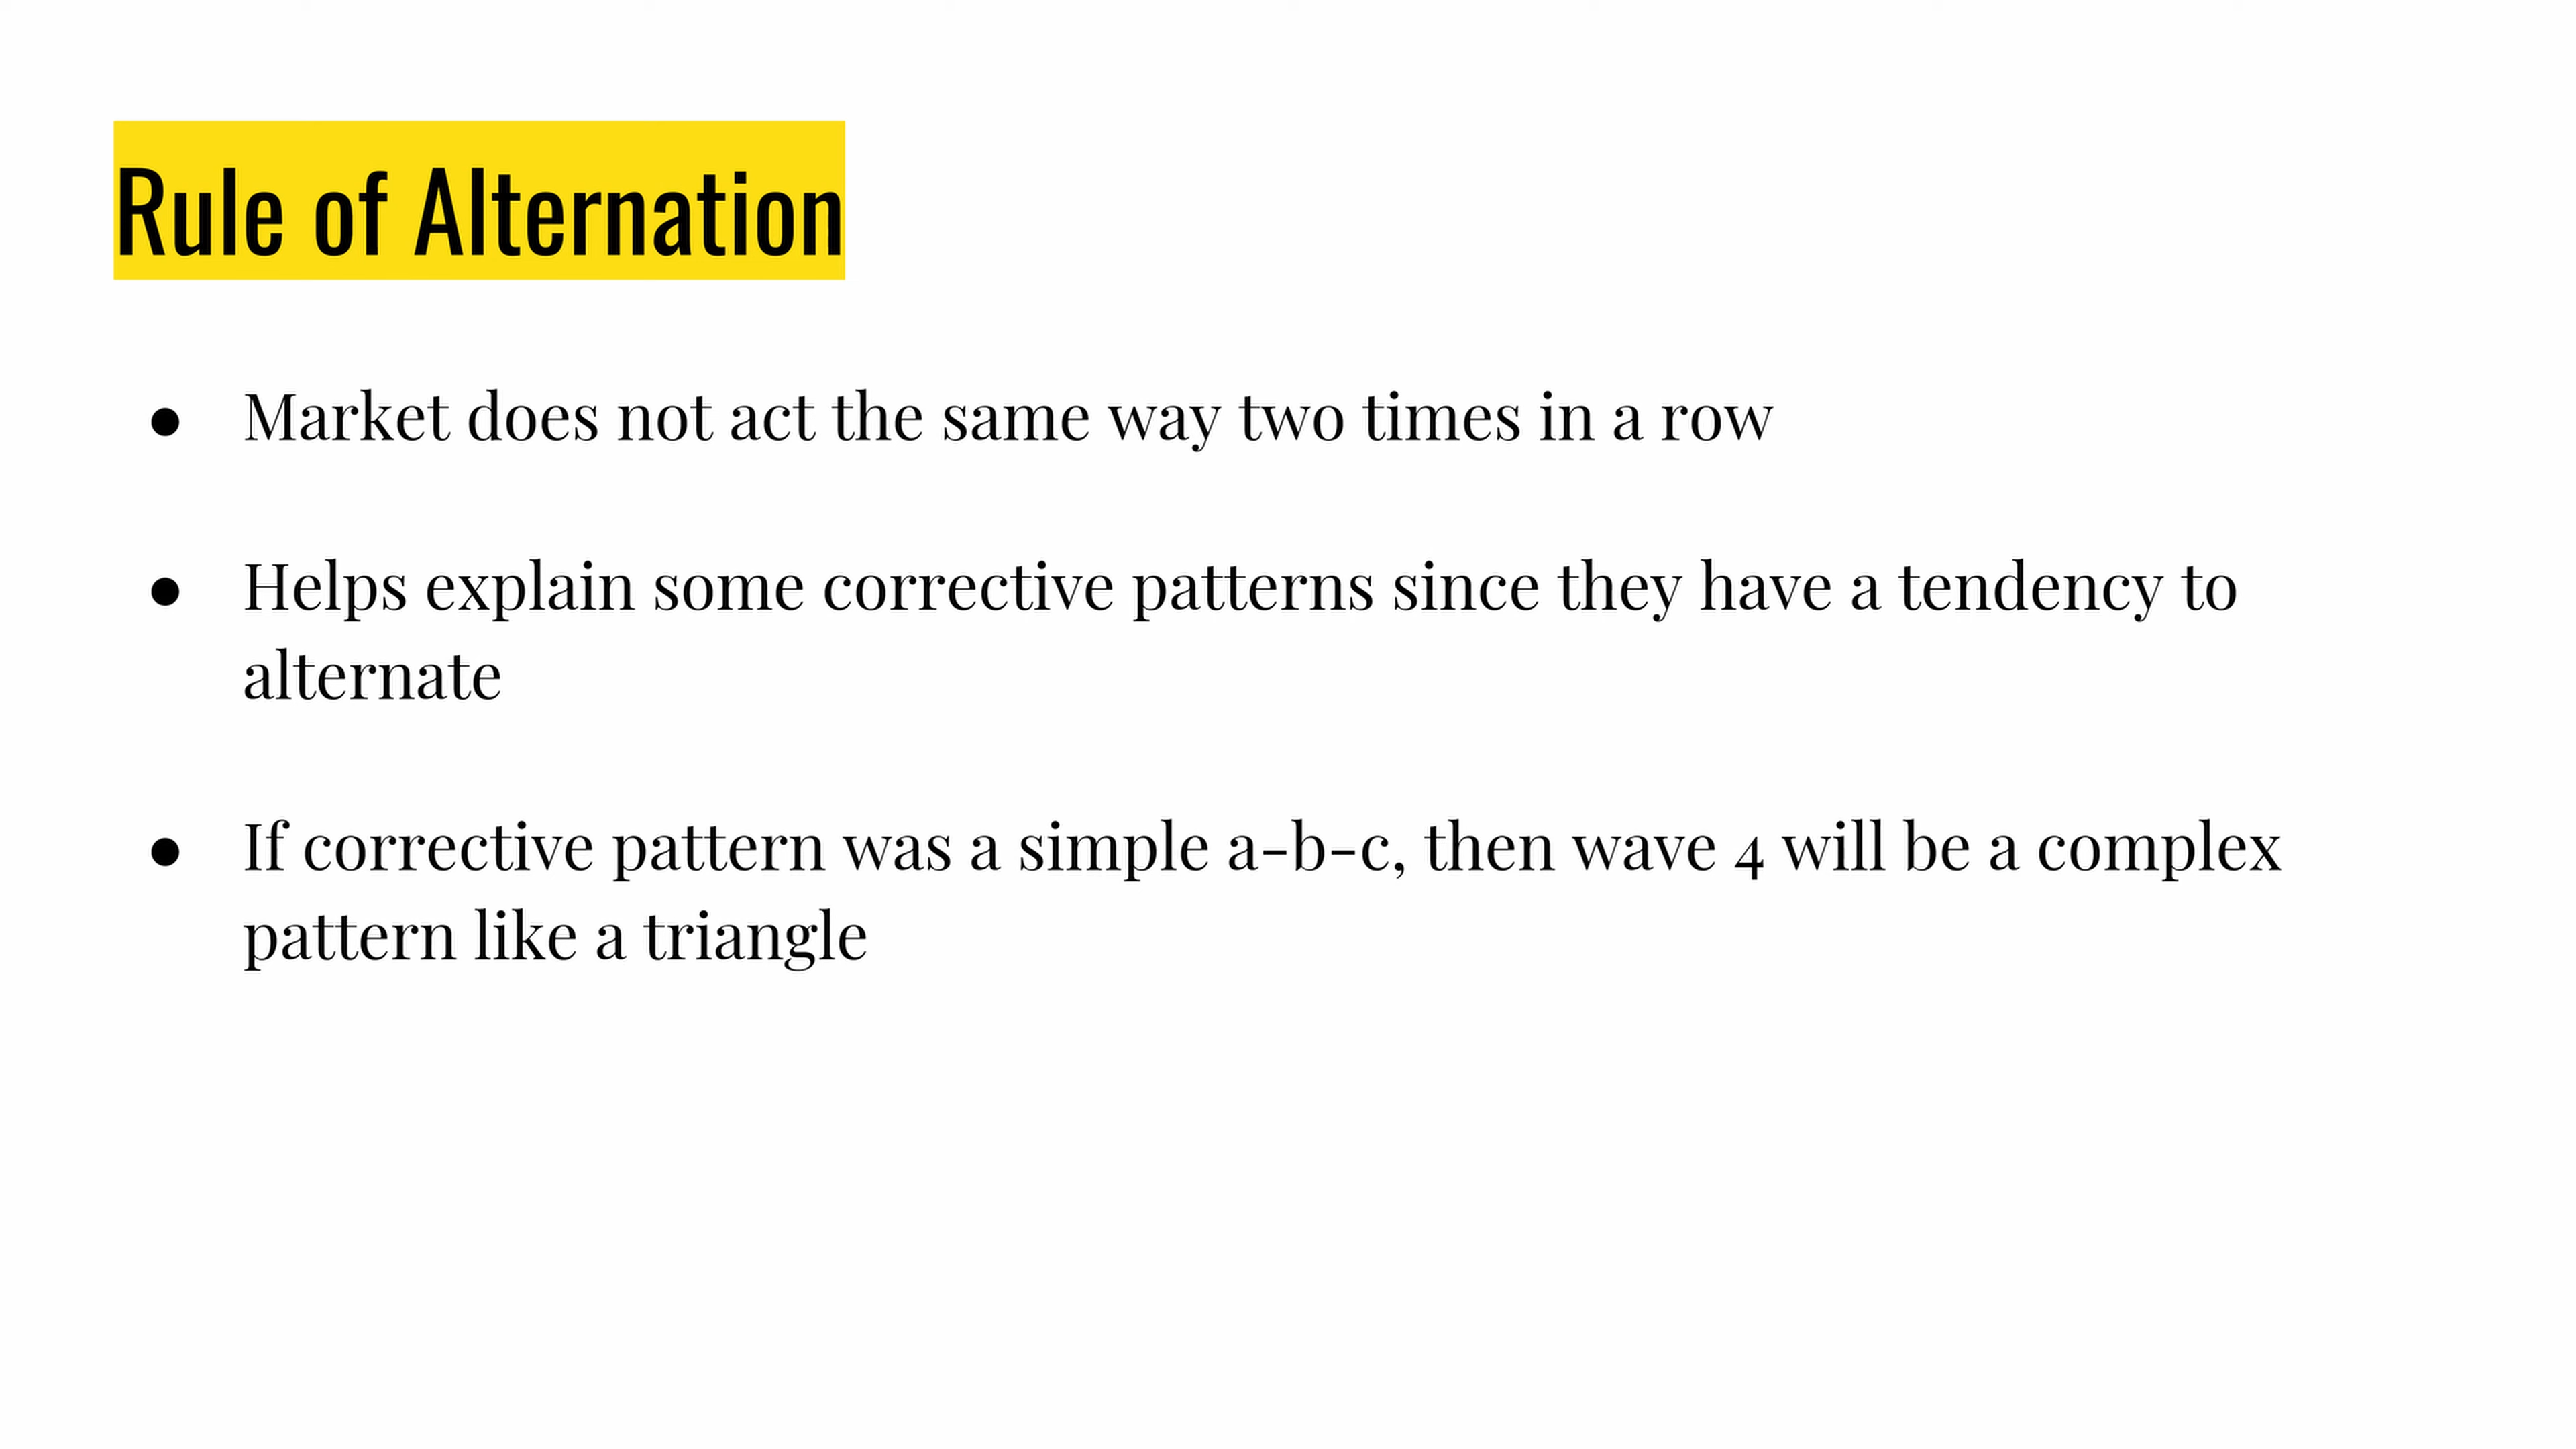 Rule of Alternation
● Market does not act the same way two times in a row
● Helps explain some corrective patterns since they have a tendency to
alternate
● If corrective pattern was a simple a-b-c, then wave 4 will be a complex
pattern like a triangle